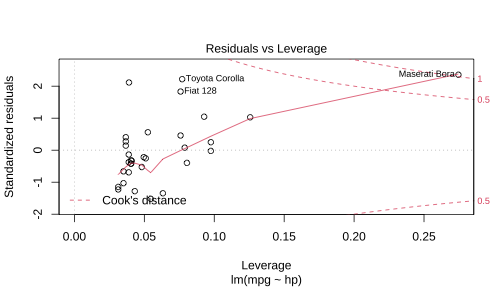 Residuals vs Leverage
Standardized residuals
2
1
0
-1
-2
Maserati Bora
Toyota Corolla
Fiat 128
1
0.5
0.5
Cook's distance
0.00 0.05 0.10 0.15 0.20 0.25
Leverage
lm(mpg ~ hp)